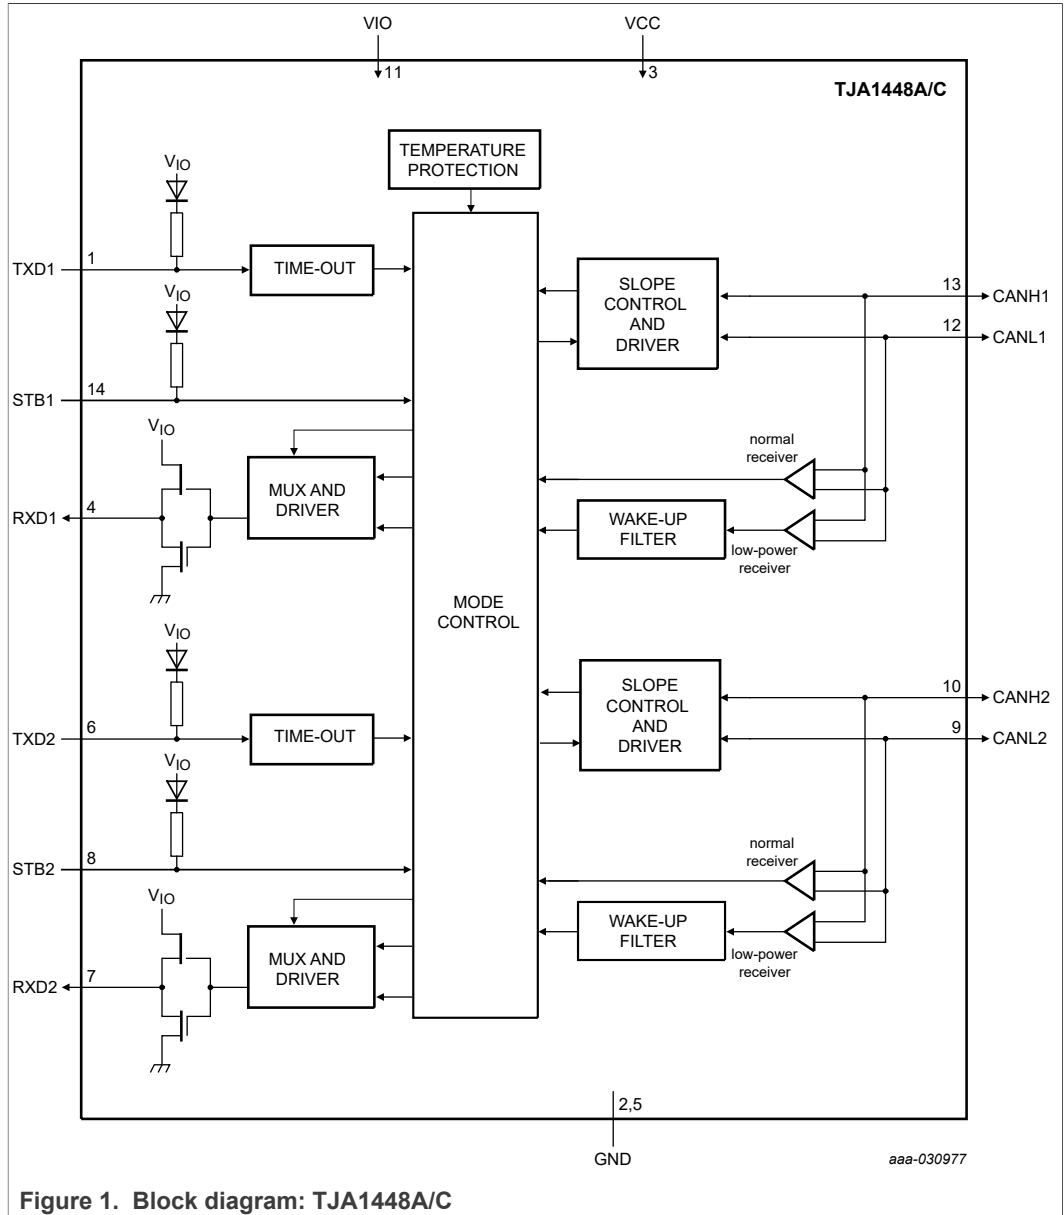 VIO
VCC
11
3
TJA1448A/C
TEMPERATURE
PROTECTION
VIO
TXD1
1
TIME-OUT
SLOPE
CONTROL
AND
DRIVER
13
CANH1
12
CANL1
VIO
STB1
14
VIO
normal
receiver
MUX AND
DRIVER
RXD1
4
WAKE-UP
FILTER
low-power
receiver
MODE
CONTROL
VIO
TXD2
6
TIME-OUT
SLOPE
CONTROL
AND
DRIVER
10
CANH2
9
CANL2
VIO
STB2
8
VIO
normal
receiver
MUX AND
DRIVER
RXD2
7
WAKE-UP
FILTER
low-power
receiver
2,5
GND
aaa-030977
Figure 1. Block diagram: TJA1448A/C